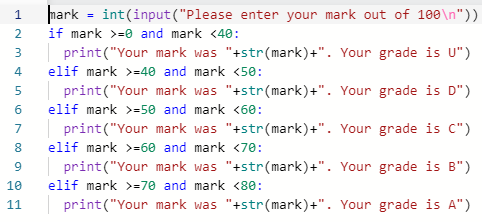 1 mark = int(input("Please enter your mark out of 100\n"))
2 if mark >=0 and mark <40:
3   print("Your mark was "+str(mark)+". Your grade is U")
4 elif mark >=40 and mark <50:
5   print("Your mark was "+str(mark)+". Your grade is D")
6 elif mark >=50 and mark <60:
7   print("Your mark was "+str(mark)+". Your grade is C")
8 elif mark >=60 and mark <70:
9   print("Your mark was "+str(mark)+". Your grade is B")
10 elif mark >=70 and mark <80:
11   print("Your mark was "+str(mark)+". Your grade is A")